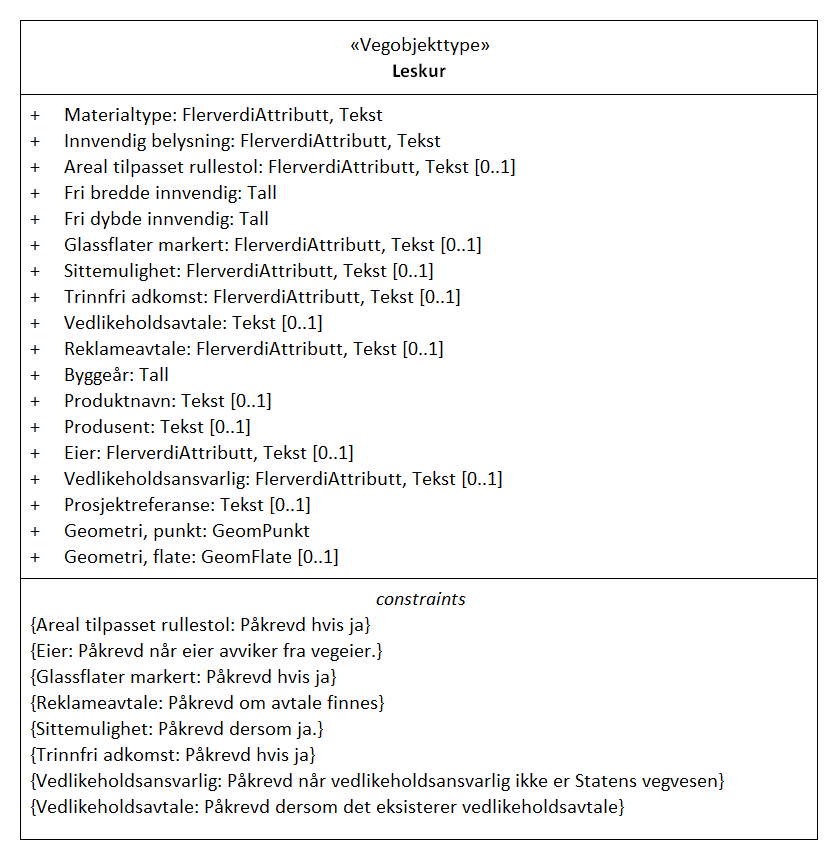 «Vegobjekttype»
Leskur
+ Materialtype: FlerverdiAttributt, Tekst
+ Innvendig belysning: FlerverdiAttributt, Tekst
+ Areal tilpasset rullestol: FlerverdiAttributt, Tekst [0..1]
+ Fri bredde innvendig: Tall
+ Fri dybde innvendig: Tall
+ Glassflater markert: FlerverdiAttributt, Tekst [0..1]
+ Sittemulighet: FlerverdiAttributt, Tekst [0..1]
+ Trinnfri adkomst: FlerverdiAttributt, Tekst [0..1]
+ Vedlikeholdsavtale: Tekst [0..1]
+ Reklameavtale: FlerverdiAttributt, Tekst [0..1]
+ Byggeår: Tall
+ Produktnavn: Tekst [0..1]
+ Produsent: Tekst [0..1]
+ Eier: FlerverdiAttributt, Tekst [0..1]
+ Vedlikeholdsansvarlig: FlerverdiAttributt, Tekst [0..1]
+ Prosjektreferanse: Tekst [0..1]
+ Geometri, punkt: GeomPunkt
+ Geometri, flate: GeomFlate [0..1]
constraints
{Areal tilpasset rullestol: Påkrevd hvis ja}
{Eier: Påkrevd når eier avviker fra vegeier.}
{Glassflater markert: Påkrevd hvis ja}
{Reklameavtale: Påkrevd om avtale finnes}
{Sittemulighet: Påkrevd dersom ja.}
{Trinnfri adkomst: Påkrevd hvis ja}
{Vedlikeholdsansvarlig: Påkrevd når vedlikeholdsansvarlig ikke er Statens vegvesen}
{Vedlikeholdsavtale: Påkrevd dersom det eksisterer vedlikeholdsavtale}